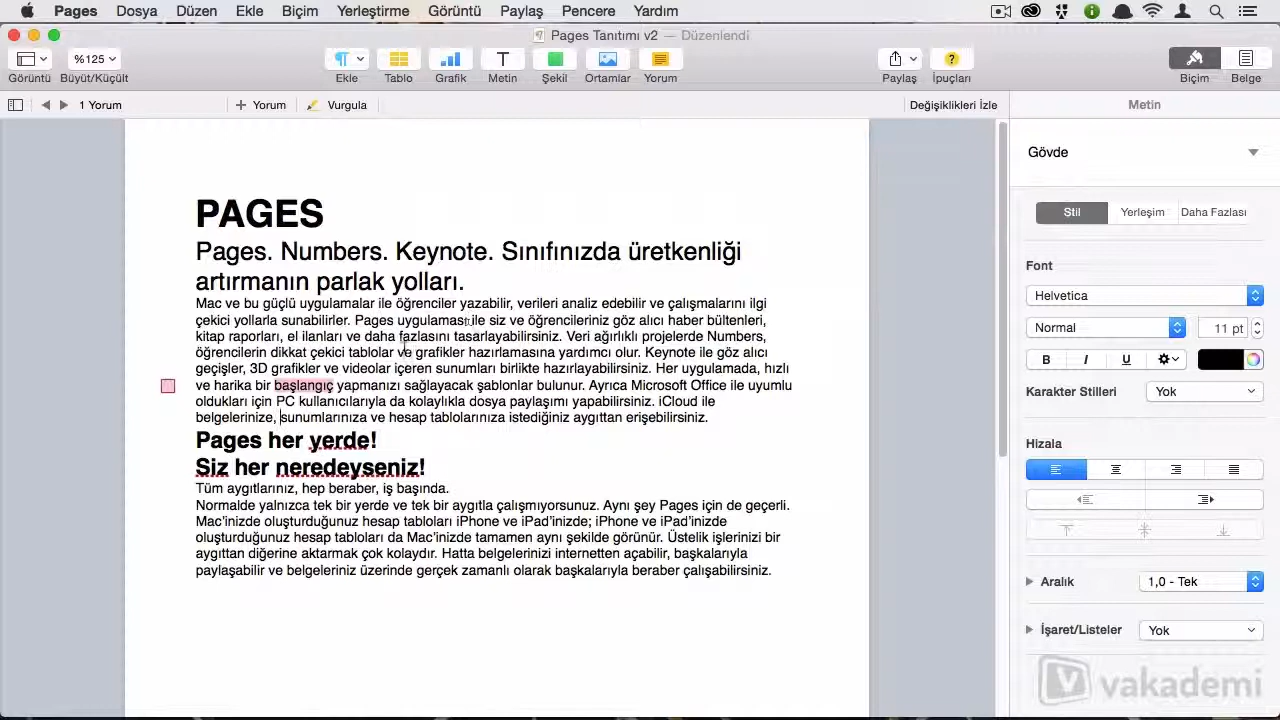 Pages Dosya Düzen Ekle Biçim Yerleştirme Görüntü Paylaş Pencere Yardım
Pages Tanıtımı v2 — Düzenlendi
%125
Görüntü Büyüt/Küçült Ekle Tablo Grafik Metin Şekil Ortamlar Yorum Paylaş İpuçları Biçim Belge
1 Yorum + Yorum Vurgula Değişiklikleri İzle Metin
PAGES
Pages. Numbers. Keynote. Sınıfınızda üretkenliği
artırmanın parlak yolları.
Mac ve bu güçlü uygulamalar ile öğrenciler yazabilir, verileri analiz edebilir ve çalışmalarını ilgi
çekici yollarla sunabilirler. Pages uygulaması ile siz ve öğrencileriniz göz alıcı haber bültenleri,
kitap raporları, el ilanları ve daha fazlasını tasarlayabilirsiniz. Veri ağırlıklı projelerde Numbers,
öğrencilerin dikkat çekici tablolar ve grafikler hazırlamasına yardımcı olur. Keynote ile göz alıcı
geçişler, 3D grafikler ve videolar içeren sunumları birlikte hazırlayabilirsiniz. Her uygulamada, hızlı
ve harika bir başlangıç yapmanızı sağlayacak şablonlar bulunur. Ayrıca Microsoft Office ile uyumlu
oldukları için PC kullanıcılarıyla da kolaylıkla dosya paylaşımı yapabilirsiniz. iCloud ile
belgelerinize, sunumlarınıza ve hesap tablolarınıza istediğiniz aygıttan erişebilirsiniz.
Pages her yerde!
Siz her neredeyseniz!
Tüm aygıtlarınız, hep beraber, iş başında.
Normalde yalnızca tek bir yerde ve tek bir aygıtla çalışmıyorsunuz. Aynı şey Pages için de geçerli.
Mac'inizde oluşturduğunuz hesap tabloları iPhone ve iPad'inizde; iPhone ve iPad'inizde
oluşturduğunuz hesap tabloları da Mac'inizde tamamen aynı şekilde görünür. Üstelik işlerinizi bir
aygıttan diğerine aktarmak çok kolaydır. Hatta belgelerinizi internetten açabilir, başkalarıyla
paylaşabilir ve belgeleriniz üzerinde gerçek zamanlı olarak başkalarıyla beraber çalışabilirsiniz.
Gövde
Stil Yerleşim Daha Fazlası
Font
Helvetica
Normal 11 pt
B I U
Karakter Stilleri Yok
Hizala
Aralık 1,0 - Tek
İşaret/Listeler Yok
vakademi